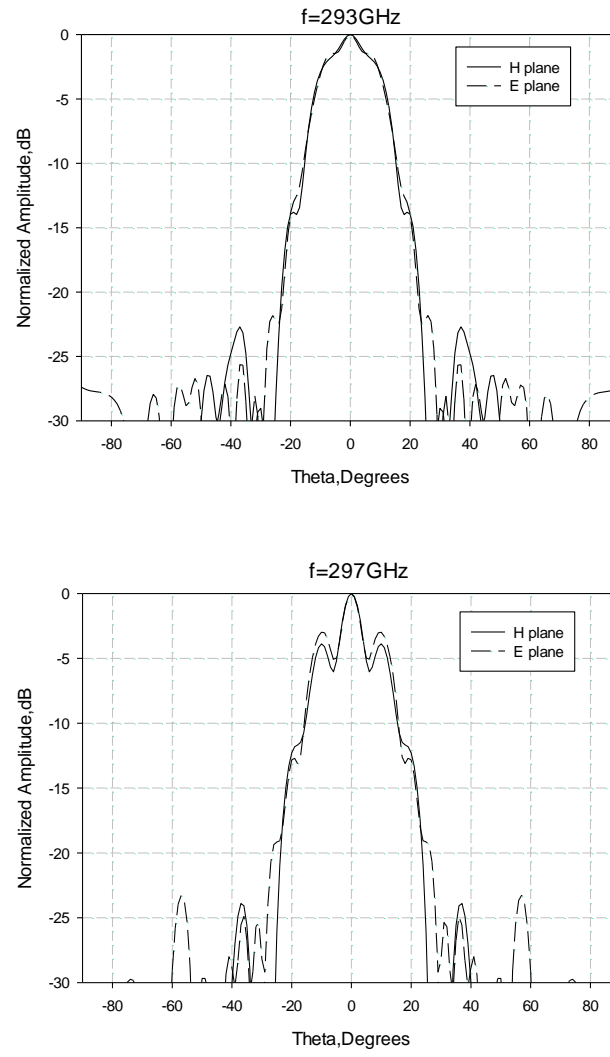 f=293GHz
0
-5
-10
-15
-20
-25
-30
Normalized Amplitude,dB
H plane
E plane
-80 -60 -40 -20 0 20 40 60 80
Theta,Degrees
f=297GHz
0
-5
-10
-15
-20
-25
-30
Normalized Amplitude,dB
H plane
E plane
-80 -60 -40 -20 0 20 40 60 80
Theta,Degrees